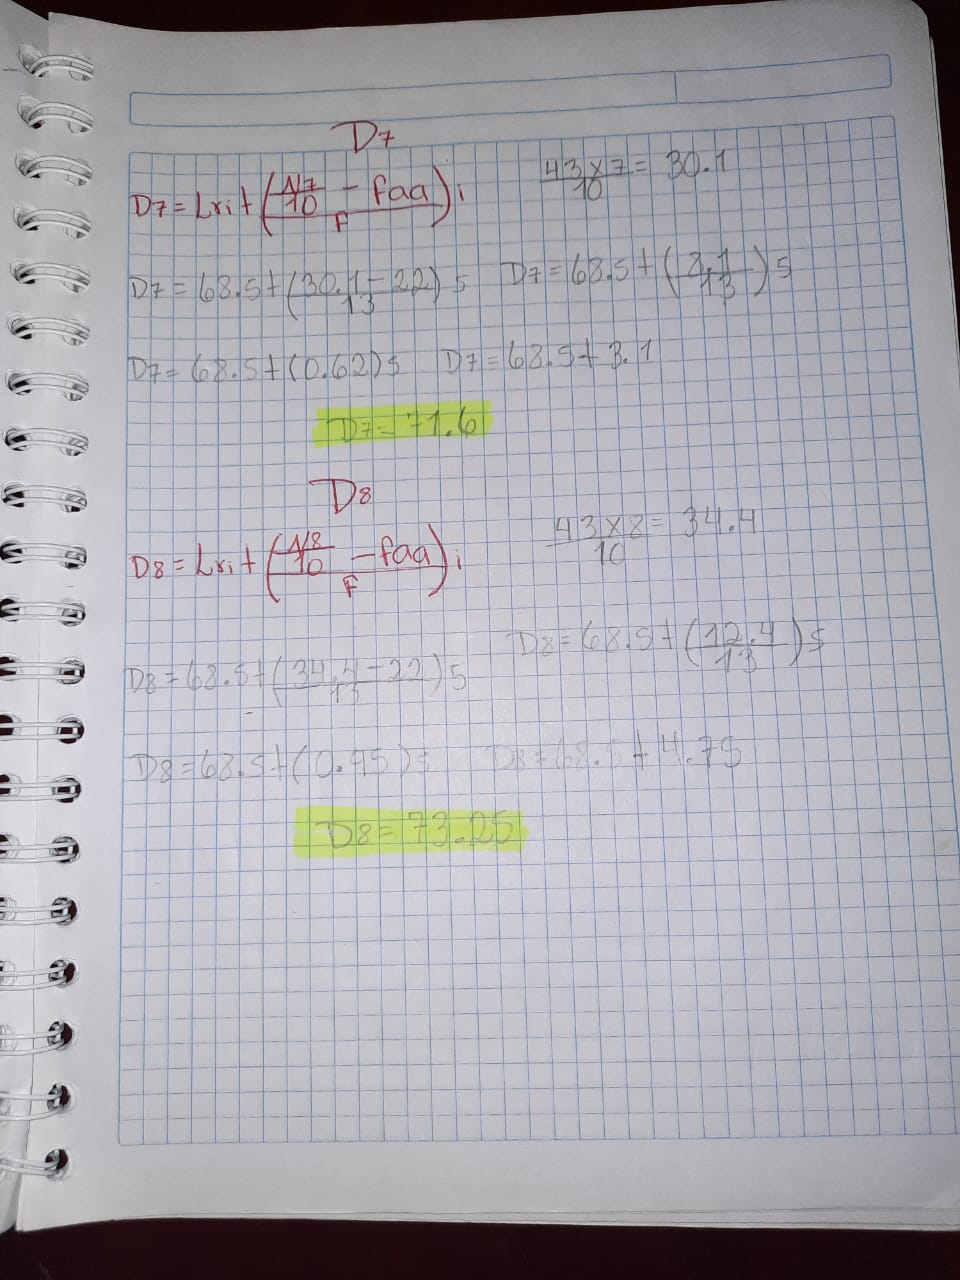 D7
D7 = Lri + (N7/10 - faa / F) i    43x7/10 = 30.1
D7 = 68.5 + (30.1 - 22 / 13) 5    D7 = 68.5 + (8.1 / 13) 5
D7 = 68.5 + (0.62) 5    D7 = 68.5 + 3.1
D7 = 71.6
D8
D8 = Lri + (N8/10 - faa / F) i    43x8/10 = 34.4
D8 = 68.5 + (34.4 - 22 / 13) 5    D8 = 68.5 + (12.4 / 13) 5
D8 = 68.5 + (0.95) 5    D8 = 68.5 + 4.75
D8 = 73.25